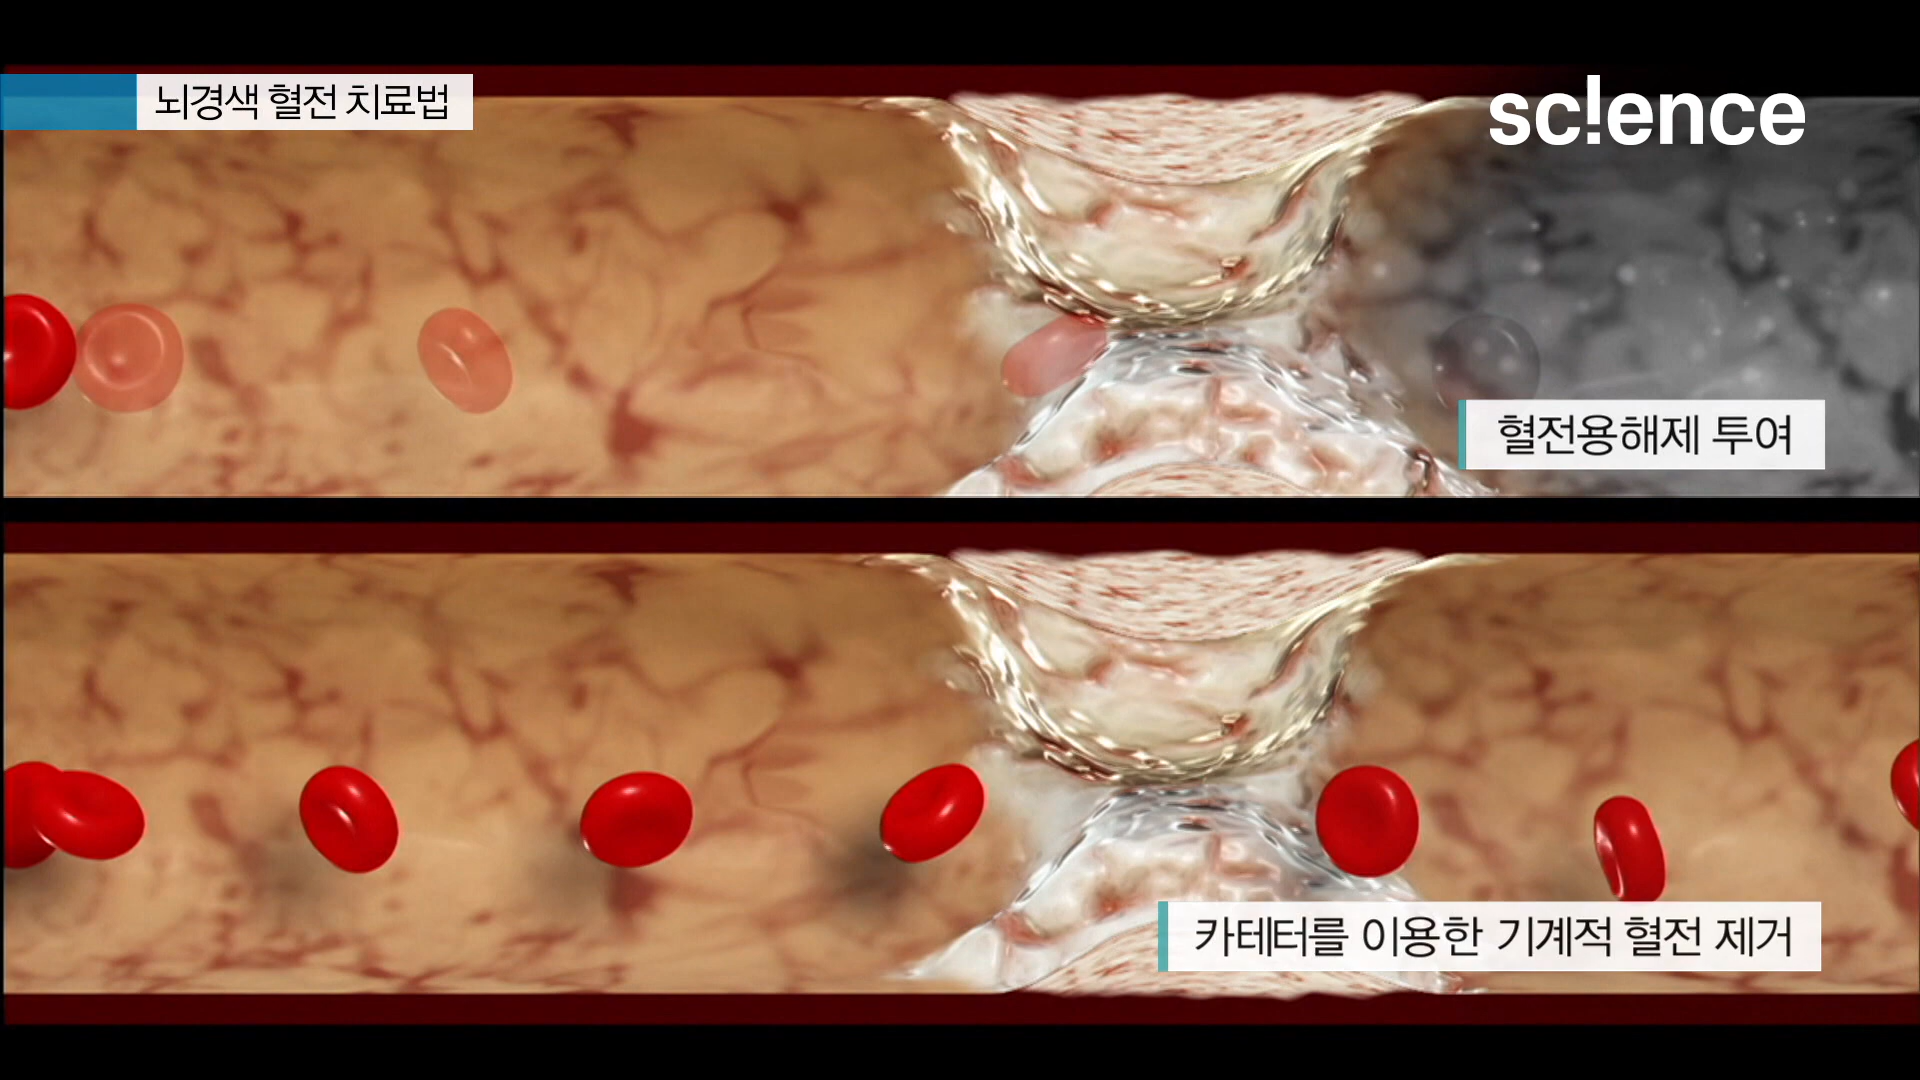 뇌경색 혈전 치료법
sc!ence
혈전용해제 투여
카테터를 이용한 기계적 혈전 제거